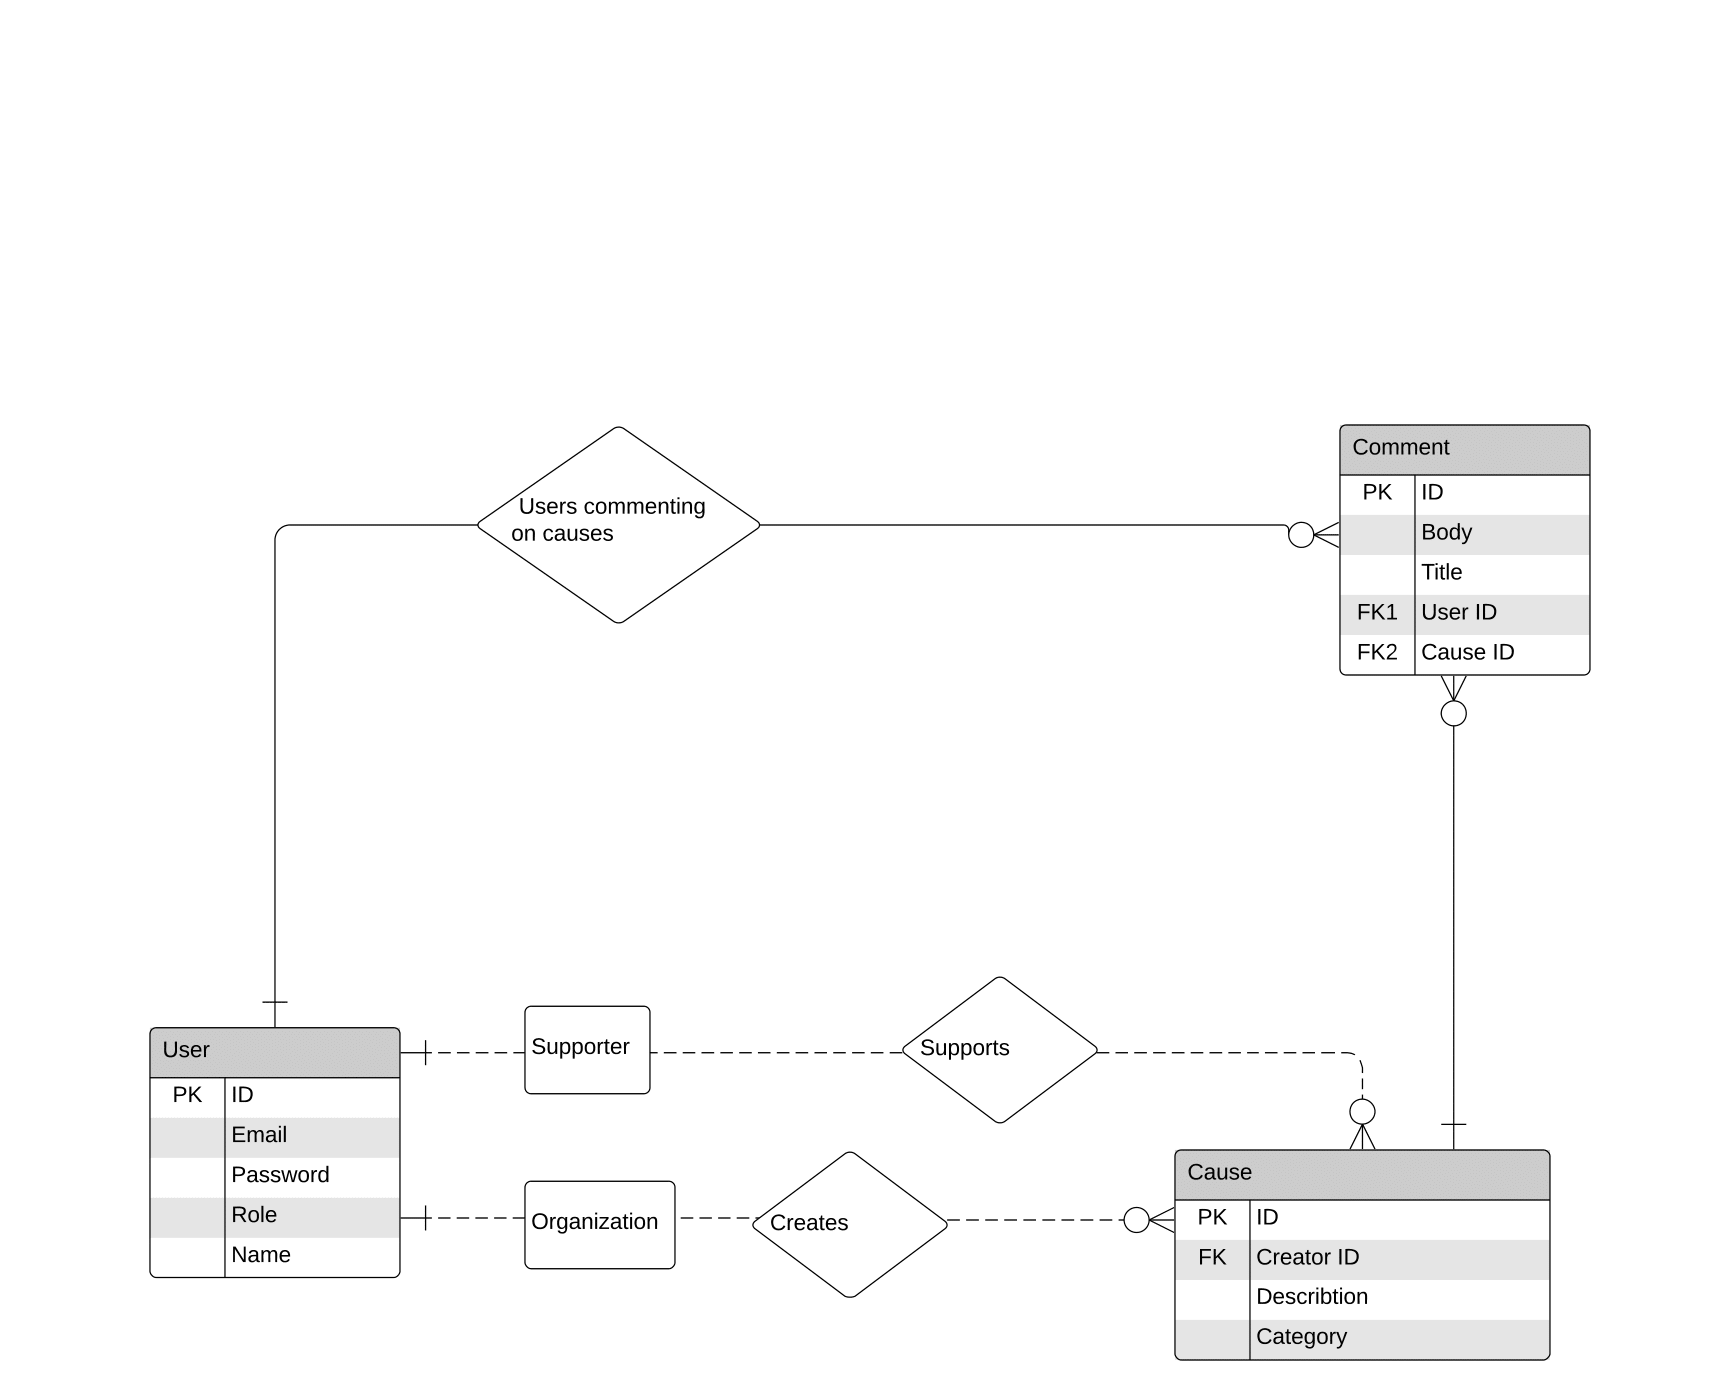 Users commenting
on causes
Comment
PK ID
Body
Title
FK1 User ID
FK2 Cause ID
Supporter
Supports
User
PK ID
Email
Password
Role
Name
Organization
Creates
Cause
PK ID
FK Creator ID
Describtion
Category